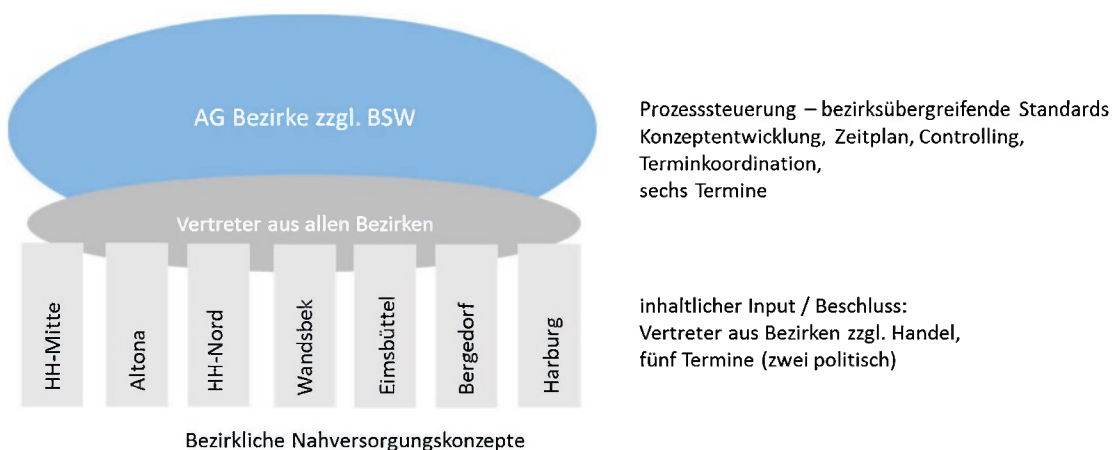 AG Bezirke zzgl. BSW
Prozesssteuerung – bezirksübergreifende Standards
Konzeptentwicklung, Zeitplan, Controlling,
Terminkoordination,
sechs Termine
Vertreter aus allen Bezirken
HH-Mitte
Altona
HH-Nord
Wandsbek
Eimsbüttel
Bergedorf
Harburg
inhaltlicher Input / Beschluss:
Vertreter aus Bezirken zzgl. Handel,
fünf Termine (zwei politisch)
Bezirkliche Nahversorgungskonzepte